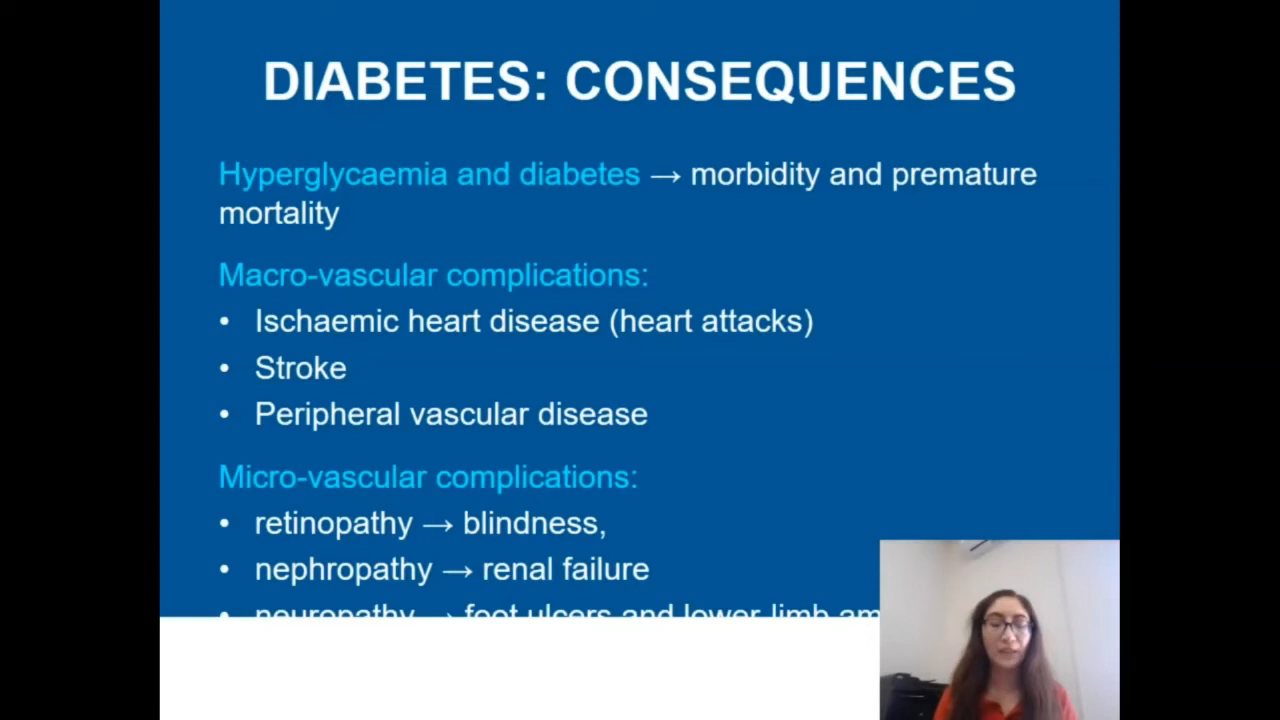 DIABETES: CONSEQUENCES
Hyperglycaemia and diabetes → morbidity and premature
mortality
Macro-vascular complications:
• Ischaemic heart disease (heart attacks)
• Stroke
• Peripheral vascular disease
Micro-vascular complications:
• retinopathy → blindness,
• nephropathy → renal failure
• neuropathy → foot ulcers and lower limb am